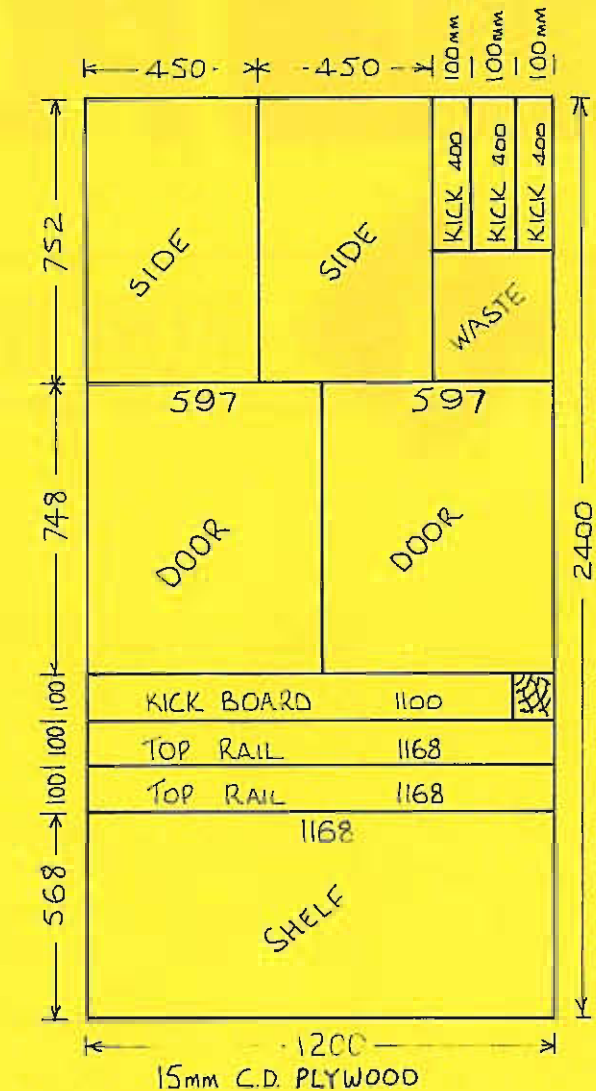 450 450 100mm 100mm 100mm
752
SIDE
SIDE
KICK 400
KICK 400
KICK 400
WASTE
2400
748
597 597
DOOR
DOOR
100 KICK BOARD 1100
100 TOP RAIL 1168
100 TOP RAIL 1168
568
1168
SHELF
1200
15mm C.D. PLYWOOD